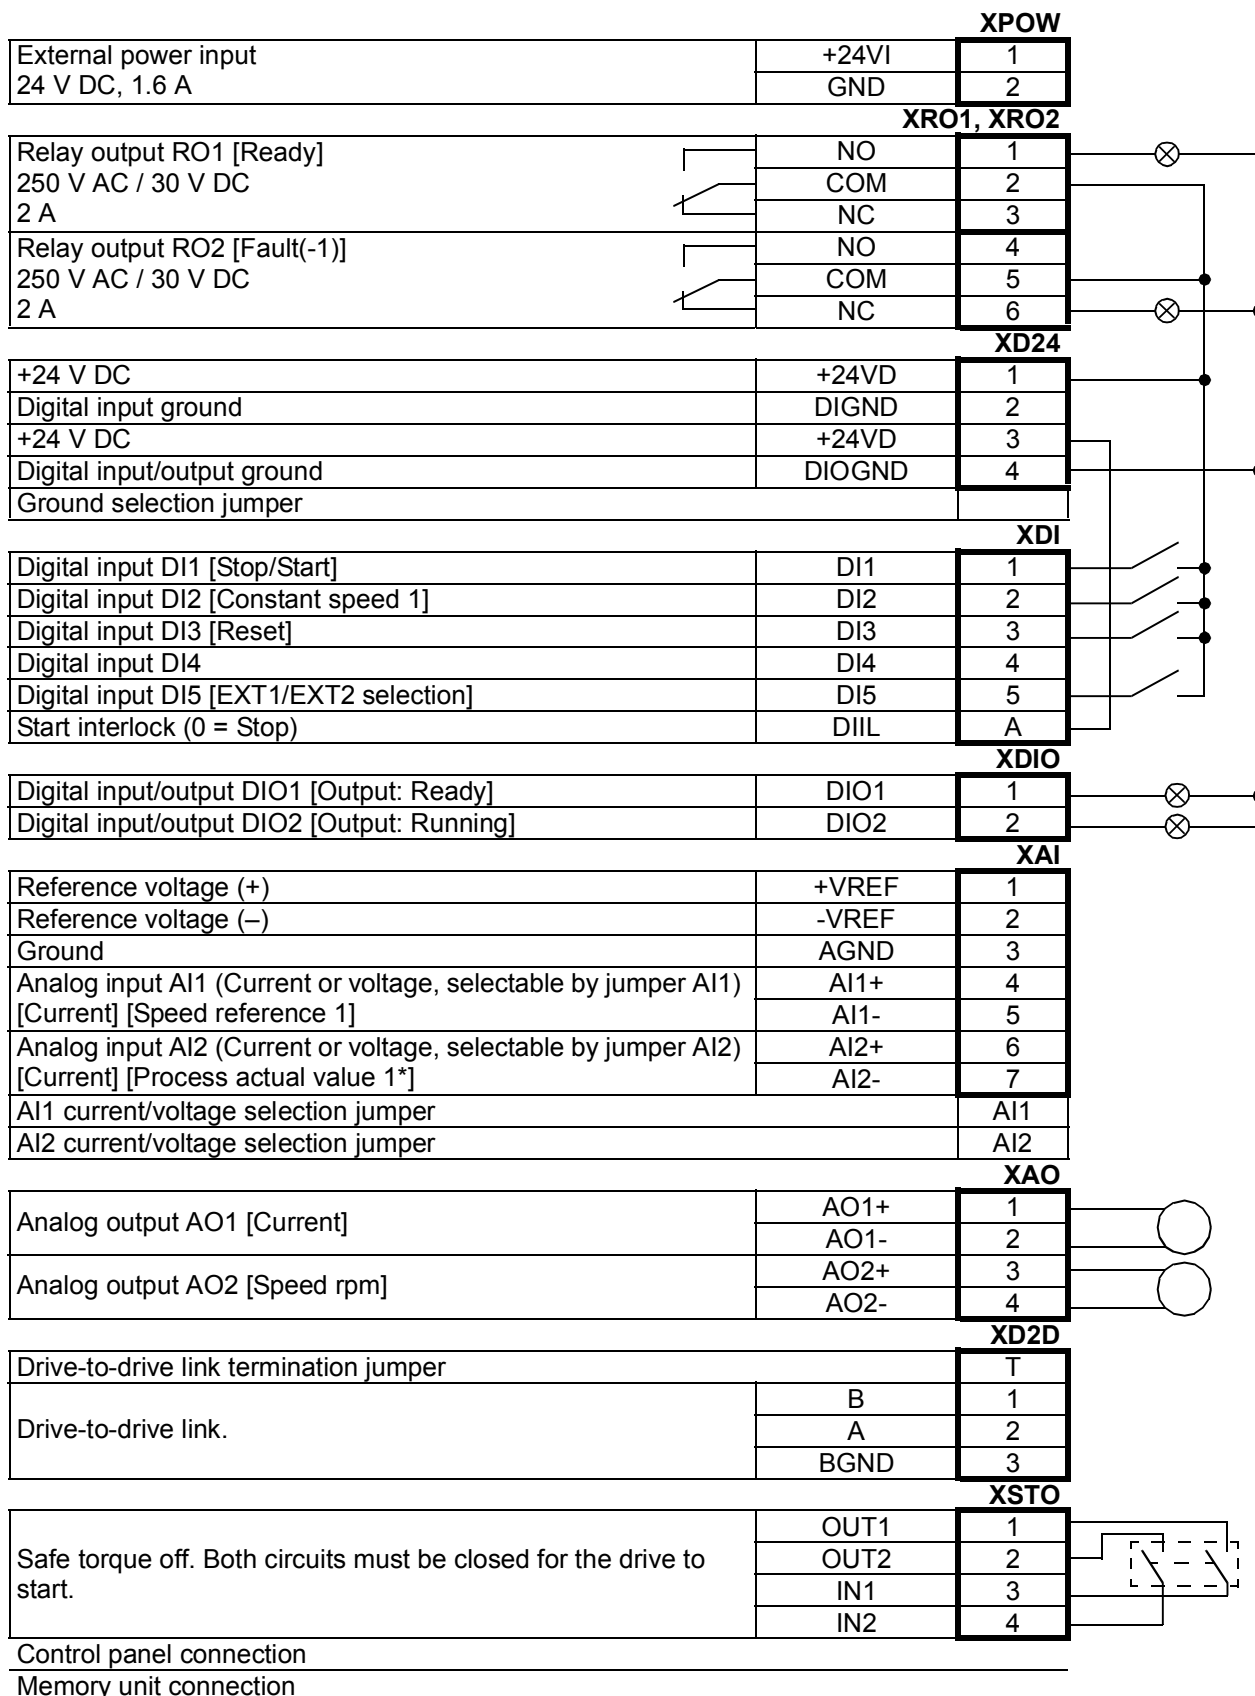 XPOW
External power input +24VI 1
24 V DC, 1.6 A GND 2
XRO1, XRO2
Relay output RO1 [Ready] NO 1
250 V AC / 30 V DC COM 2
2 A NC 3
Relay output RO2 [Fault(-1)] NO 4
250 V AC / 30 V DC COM 5
2 A NC 6
XD24
+24 V DC +24VD 1
Digital input ground DIGND 2
+24 V DC +24VD 3
Digital input/output ground DIOGND 4
Ground selection jumper
XDI
Digital input DI1 [Stop/Start] DI1 1
Digital input DI2 [Constant speed 1] DI2 2
Digital input DI3 [Reset] DI3 3
Digital input DI4 DI4 4
Digital input DI5 [EXT1/EXT2 selection] DI5 5
Start interlock (0 = Stop) DIIL A
XDIO
Digital input/output DIO1 [Output: Ready] DIO1 1
Digital input/output DIO2 [Output: Running] DIO2 2
XAI
Reference voltage (+) +VREF 1
Reference voltage (–) -VREF 2
Ground AGND 3
Analog input AI1 (Current or voltage, selectable by jumper AI1) AI1+ 4
[Current] [Speed reference 1] AI1- 5
Analog input AI2 (Current or voltage, selectable by jumper AI2) AI2+ 6
[Current] [Process actual value 1*] AI2- 7
AI1 current/voltage selection jumper AI1
AI2 current/voltage selection jumper AI2
XAO
Analog output AO1 [Current] AO1+ 1
AO1- 2
Analog output AO2 [Speed rpm] AO2+ 3
AO2- 4
XD2D
Drive-to-drive link termination jumper T
B 1
Drive-to-drive link. A 2
BGND 3
XSTO
OUT1 1
Safe torque off. Both circuits must be closed for the drive to OUT2 2
start. IN1 3
IN2 4
Control panel connection
Memory unit connection